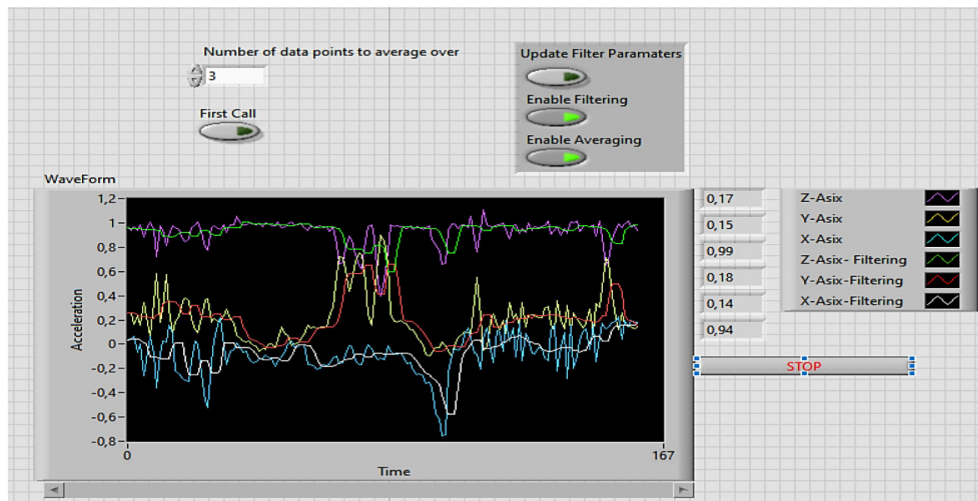 Number of data points to average over
3
First Call
Update Filter Paramaters
Enable Filtering
Enable Averaging
WaveForm
Acceleration
1,2
1
0,8
0,6
0,4
0,2
0
-0,2
-0,4
-0,6
-0,8
0
167
Time
0,17
0,15
0,99
0,18
0,14
0,94
Z-Asix
Y-Asix
X-Asix
Z-Asix- Filtering
Y-Asix-Filtering
X-Asix-Filtering
STOP